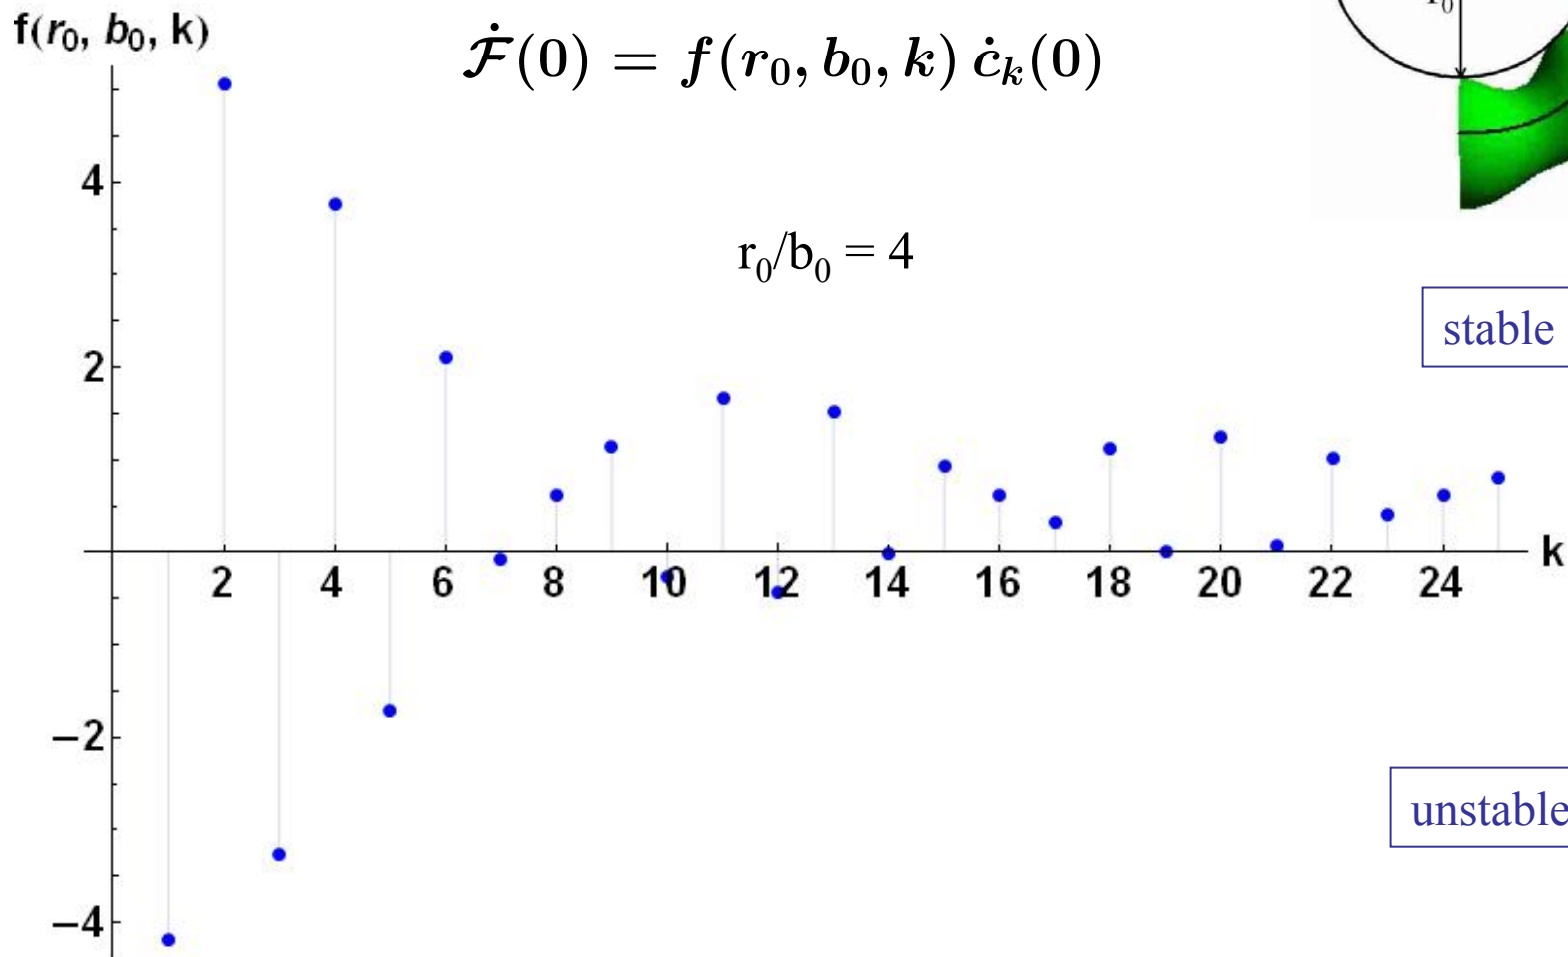 f(r₀, b₀, k)
𝓕̇(0) = f(r₀, b₀, k) ċₖ(0)
r₀
4
r₀/b₀ = 4
stable
2
k
2 4 6 8 10 12 14 16 18 20 22 24
−2
unstable
−4